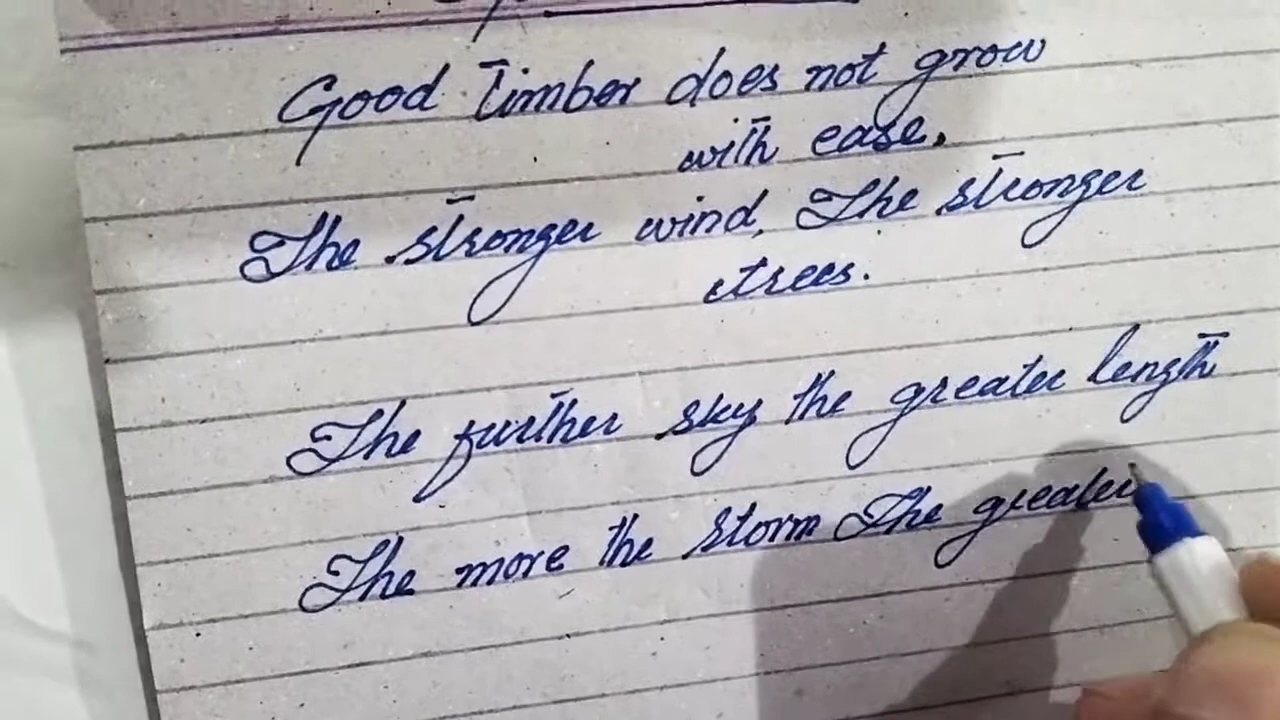 Good timber does not grow
with ease.
The stronger wind, The stronger
trees.
The further sky the greater length
The more the storm The greater